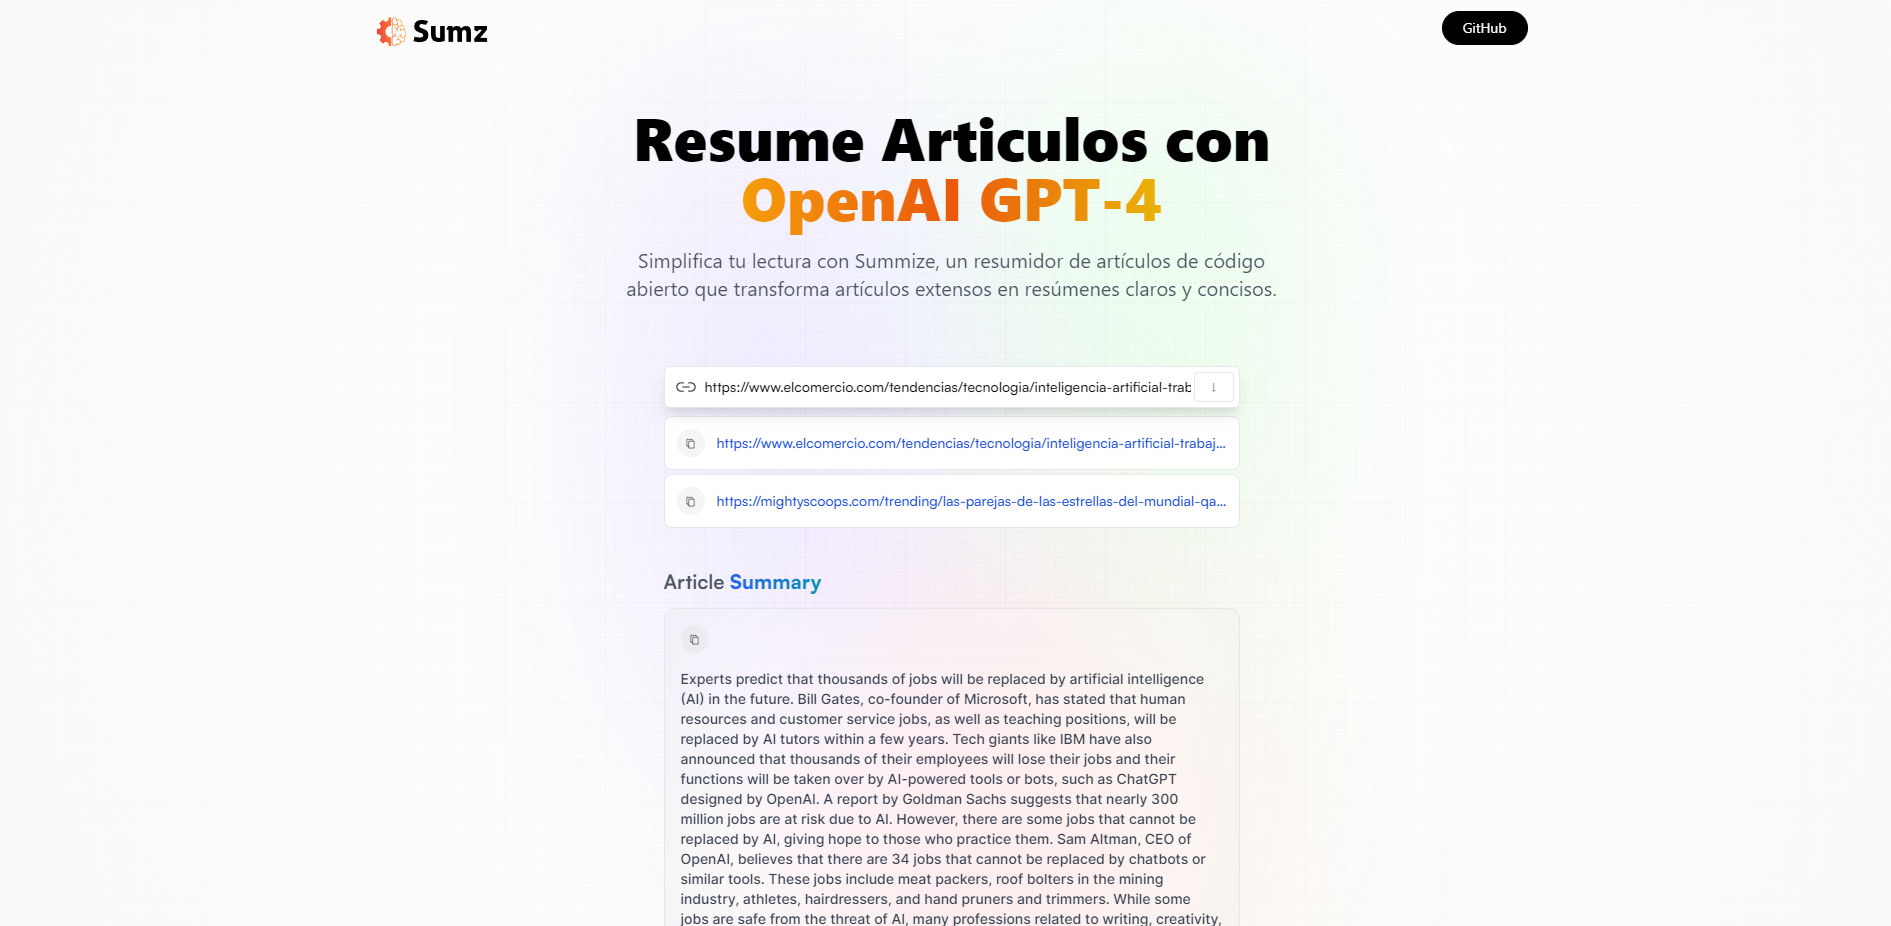 Sumz
GitHub
Resume Articulos con
OpenAI GPT-4
Simplifica tu lectura con Summize, un resumidor de artículos de código
abierto que transforma artículos extensos en resúmenes claros y concisos.
https://www.elcomercio.com/tendencias/tecnologia/inteligencia-artificial-trab
https://www.elcomercio.com/tendencias/tecnologia/inteligencia-artificial-trabaj...
https://mightyscoops.com/trending/las-parejas-de-las-estrellas-del-mundial-qa...
Article Summary
Experts predict that thousands of jobs will be replaced by artificial intelligence
(AI) in the future. Bill Gates, co-founder of Microsoft, has stated that human
resources and customer service jobs, as well as teaching positions, will be
replaced by AI tutors within a few years. Tech giants like IBM have also
announced that thousands of their employees will lose their jobs and their
functions will be taken over by AI-powered tools or bots, such as ChatGPT
designed by OpenAI. A report by Goldman Sachs suggests that nearly 300
million jobs are at risk due to AI. However, there are some jobs that cannot be
replaced by AI, giving hope to those who practice them. Sam Altman, CEO of
OpenAI, believes that there are 34 jobs that cannot be replaced by chatbots or
similar tools. These jobs include meat packers, roof bolters in the mining
industry, athletes, hairdressers, and hand pruners and trimmers. While some
jobs are safe from the threat of AI, many professions related to writing, creativity,